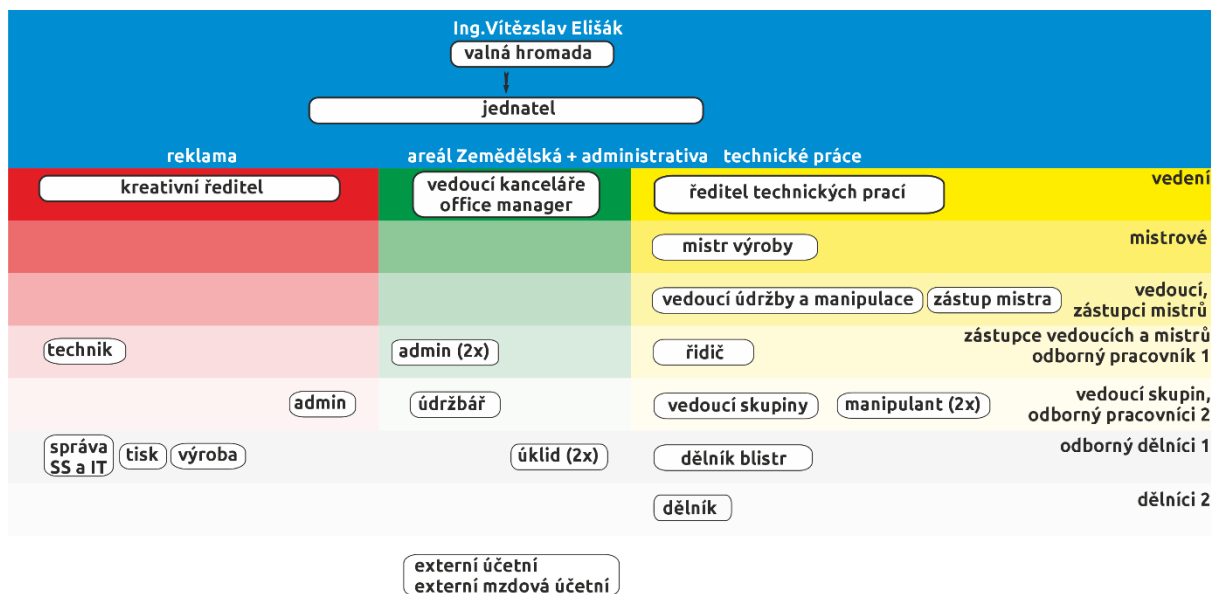 Ing.Vítězslav Elišák
valná hromada
jednatel
reklama
areál Zemědělská + administrativa
technické práce
kreativní ředitel
vedoucí kanceláře
office manager
ředitel technických prací
vedení
mistr výroby
mistrové
vedoucí údržby a manipulace
zástup mistra
vedoucí,
zástupci mistrů
technik
admin (2x)
řidič
zástupce vedoucích a mistrů
odborný pracovník 1
admin
údržbář
vedoucí skupiny
manipulant (2x)
vedoucí skupin,
odborný pracovníci 2
správa
SS a IT
tisk
výroba
úklid (2x)
dělník blistr
odborný dělníci 1
dělník
dělníci 2
externí účetní
externí mzdová účetní